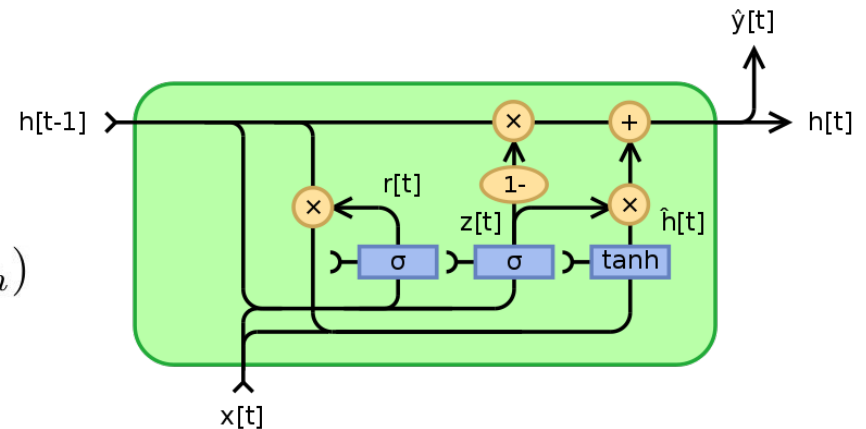 ŷ[t]
h[t-1]
×
+
h[t]
1-
r[t]
×
z[t]
×
ĥ[t]
σ
σ
tanh
h)
x[t]